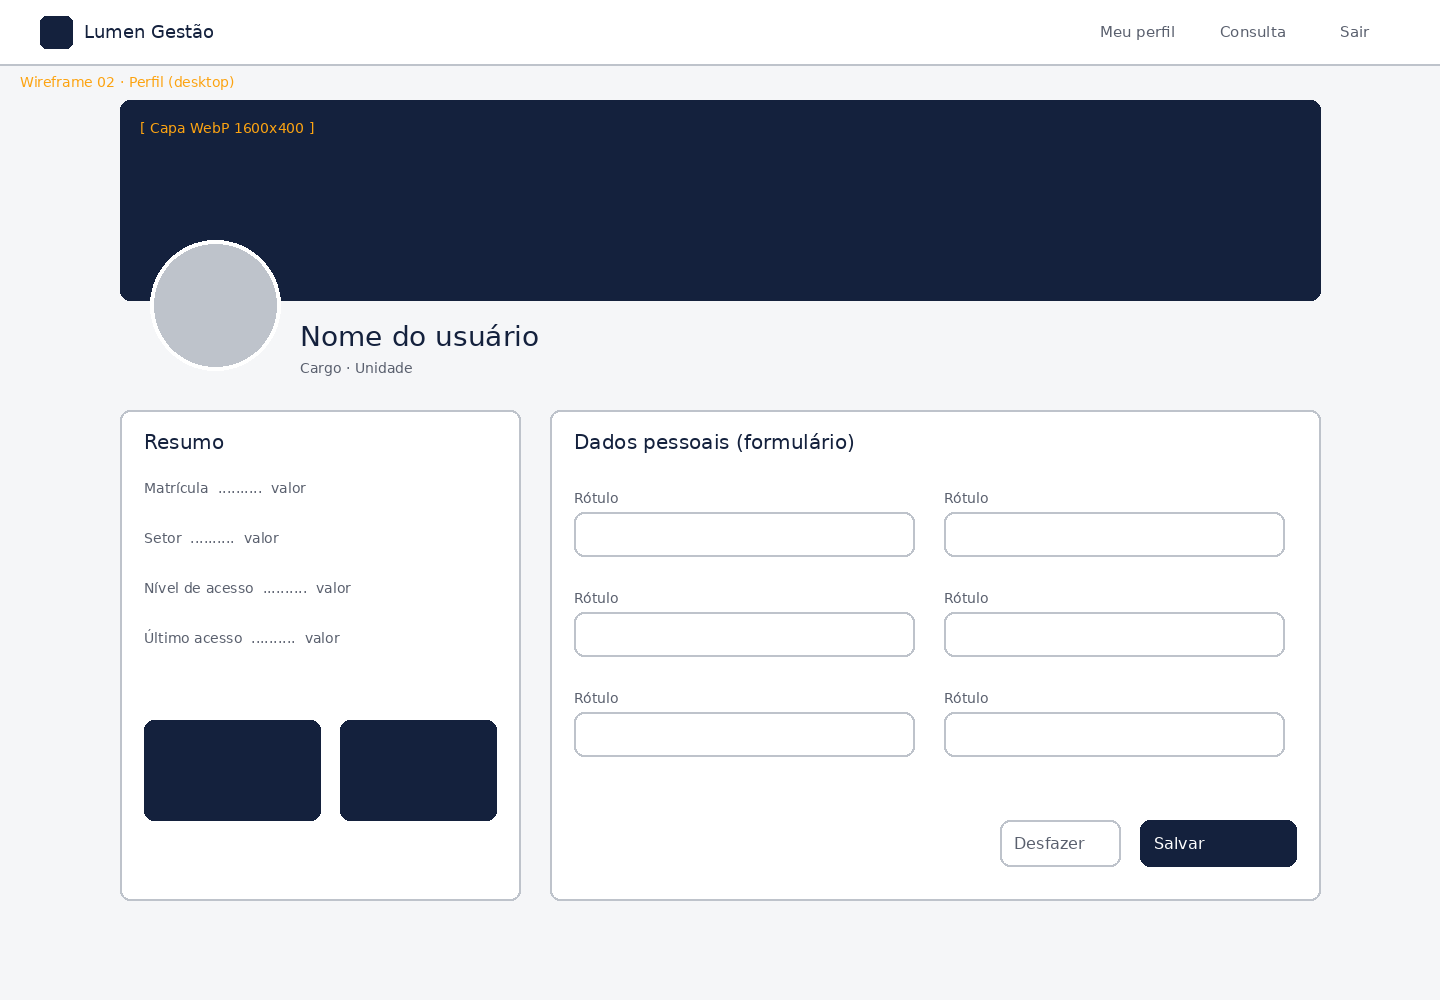 Lumen Gestão
Meu perfil
Consulta
Sair
Wireframe 02 · Perfil (desktop)
[ Capa WebP 1600x400 ]
Nome do usuário
Cargo · Unidade
Resumo
Matrícula .......... valor
Setor .......... valor
Nível de acesso .......... valor
Último acesso .......... valor
Dados pessoais (formulário)
Rótulo
Rótulo
Rótulo
Rótulo
Rótulo
Rótulo
Desfazer
Salvar